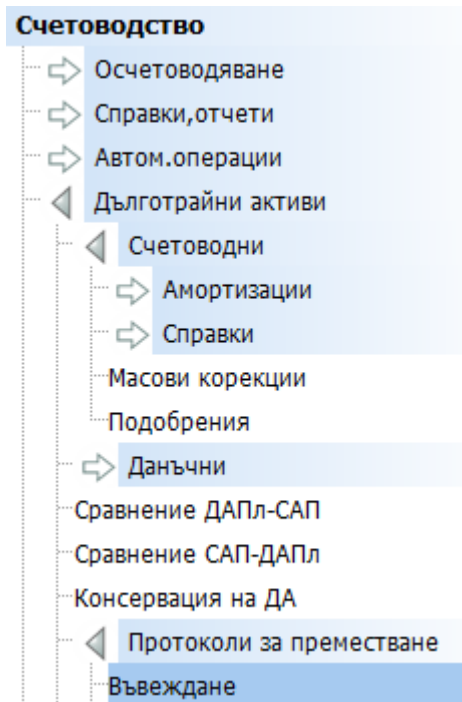 Счетоводство
Осчетоводяване
Справки,отчети
Автом.операции
Дълготрайни активи
Счетоводни
Амортизации
Справки
Масови корекции
Подобрения
Данъчни
Сравнение ДАПл-САП
Сравнение САП-ДАПл
Консервация на ДА
Протоколи за преместване
Въвеждане